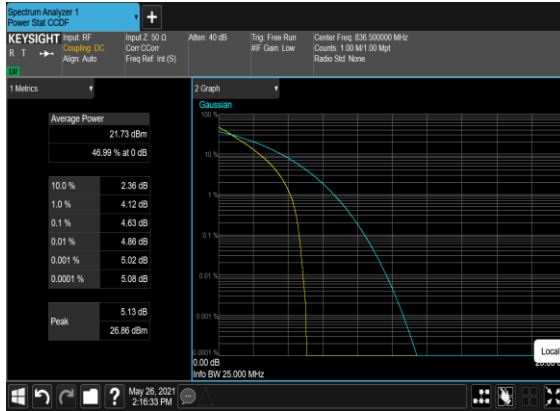 Spectrum Analyzer 1
Power Stat CCDF
KEYSIGHT
R T
LXI
Input: RF
Coupling: DC
Align: Auto
Input Z: 50 Ω
Corr CCorr
Freq Ref: Int (S)
Atten: 40 dB
Trig: Free Run
#IF Gain: Low
Center Freq: 836.500000 MHz
Counts: 1.00 M/1.00 Mpt
Radio Std: None
1 Metrics
Average Power
21.73 dBm
46.99 % at 0 dB
10.0 % 2.36 dB
1.0 % 4.12 dB
0.1 % 4.63 dB
0.01 % 4.86 dB
0.001 % 5.02 dB
0.0001 % 5.08 dB
Peak
5.13 dB
26.86 dBm
2 Graph
Gaussian
100 %
10 %
1 %
0.1 %
0.01 %
0.001 %
0.0001 %
0.00 dB
Info BW 25.000 MHz
Local
May 26, 2021
2:16:33 PM